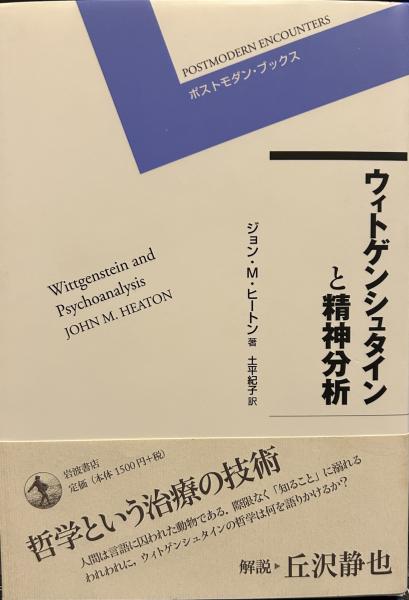 POSTMODERN ENCOUNTERS
ポストモダン・ブックス
ウィトゲンシュタイン
と精神分析
ジョン・M・ヒートン 著
土平紀子 訳
Wittgenstein and
Psychoanalysis
JOHN M. HEATON
岩波書店
定価（本体1500円+税）
哲学という治療の技術
人間は言語に囚われた動物である。際限なく「知ること」に溺れる
われわれに、ウィトゲンシュタインの哲学は何を語りかけるか？
解説 丘沢静也